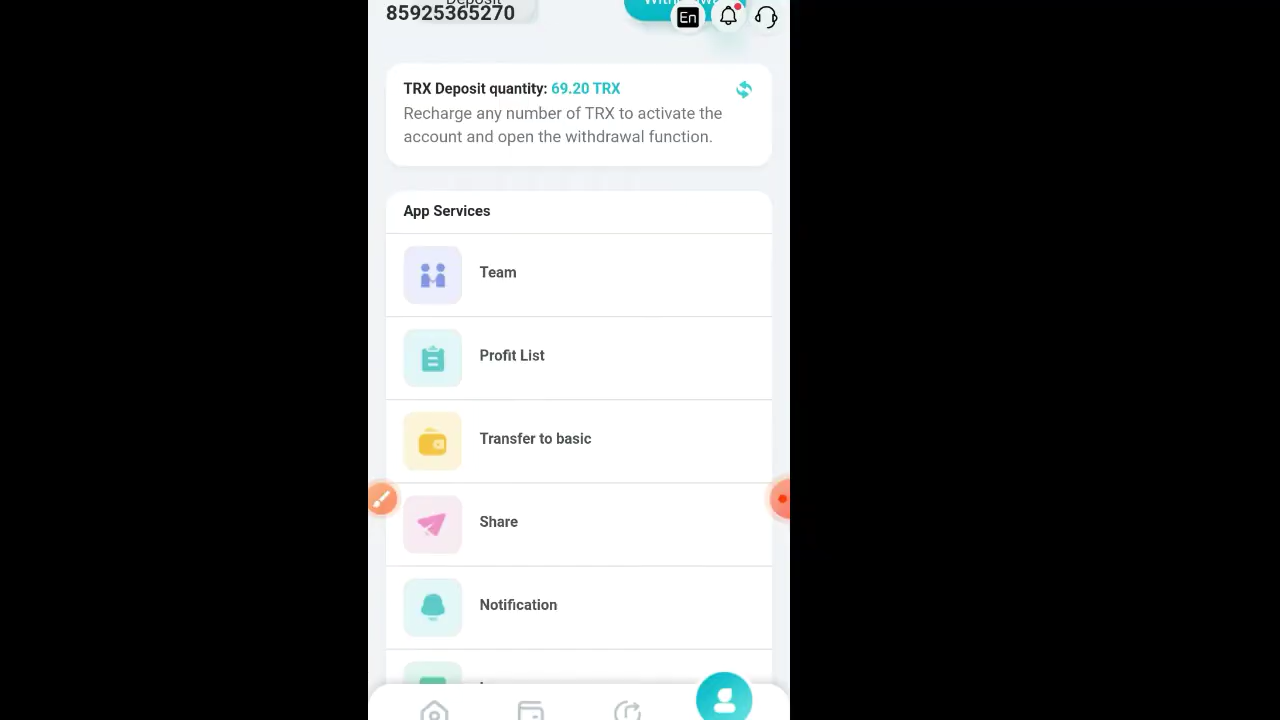 Deposit
85925365270
En
TRX Deposit quantity: 69.20 TRX
Recharge any number of TRX to activate the
account and open the withdrawal function.
App Services
Team
Profit List
Transfer to basic
Share
Notification